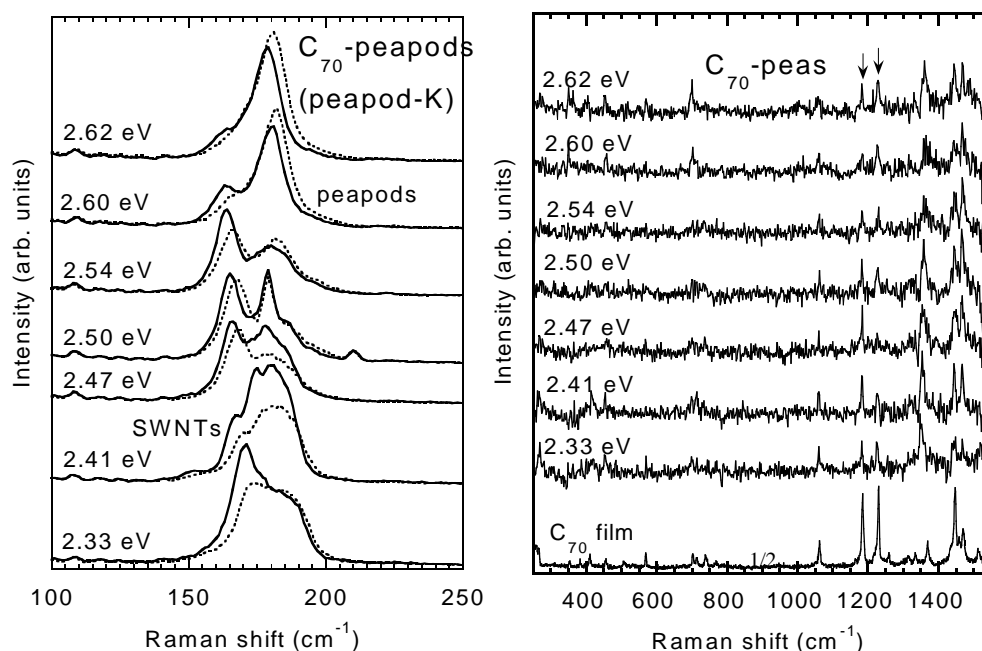 C70-peapods
(peapod-K)
2.62 eV
2.60 eV
peapods
2.54 eV
2.50 eV
2.47 eV
SWNTs
2.41 eV
2.33 eV
Intensity (arb. units)
100 150 200 250
Raman shift (cm-1)
C70-peas
2.62 eV
2.60 eV
2.54 eV
2.50 eV
2.47 eV
2.41 eV
2.33 eV
C70 film
1/2
Intensity (arb. units)
400 600 800 1000 1200 1400
Raman shift (cm-1)